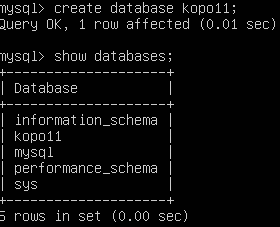 mysql> create database kopo11;
Query OK, 1 row affected (0.01 sec)
mysql> show databases;
+--------------------+
| Database           |
+--------------------+
| information_schema |
| kopo11             |
| mysql              |
| performance_schema |
| sys                |
+--------------------+
5 rows in set (0.00 sec)